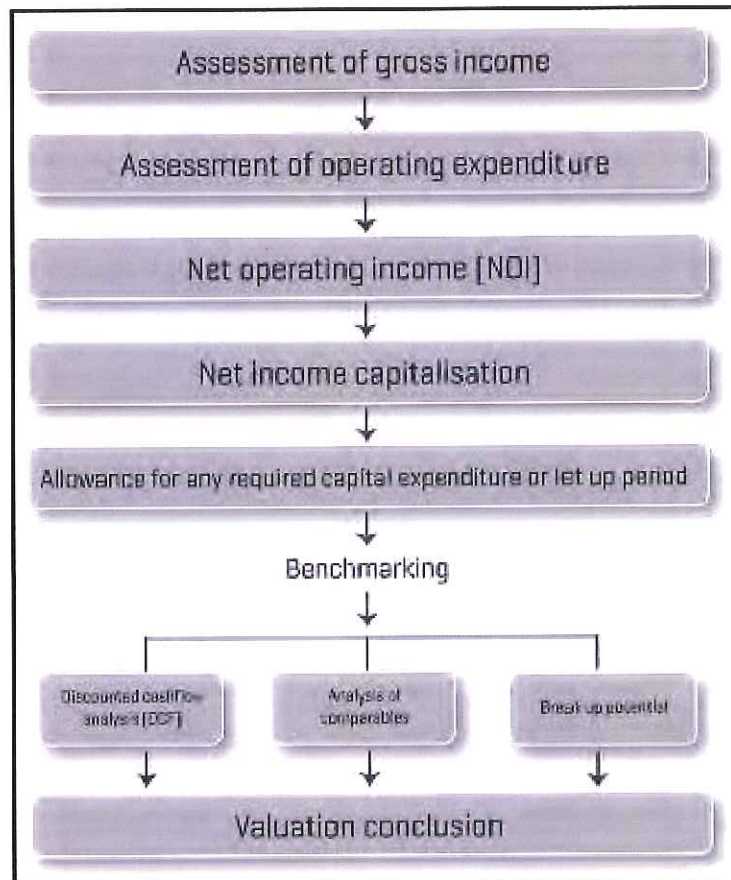 Assessment of gross income
Assessment of operating expenditure
Net operating income [NOI]
Net income capitalisation
Allowance for any required capital expenditure or let up period
Benchmarking
Discounted cashflow
analysis [DCF]
Analysis of
comparables
Break up potential
Valuation conclusion